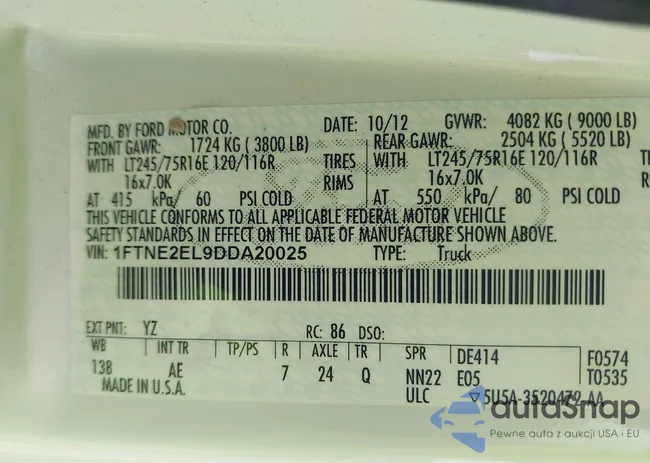 MFD. BY FORD MOTOR CO. DATE: 10/12 GVWR: 4082 KG ( 9000 LB)
FRONT GAWR: 1724 KG ( 3800 LB) REAR GAWR: 2504 KG ( 5520 LB)
WITH LT245/75R16E 120/116R TIRES WITH LT245/75R16E 120/116R TI
16x7.0K RIMS 16x7.0K R
AT 415 kPa/ 60 PSI COLD AT 550 kPa/ 80 PSI COLD
THIS VEHICLE CONFORMS TO ALL APPLICABLE FEDERAL MOTOR VEHICLE
SAFETY STANDARDS IN EFFECT ON THE DATE OF MANUFACTURE SHOWN ABOVE.
VIN: 1FTNE2EL9DDA20025 TYPE: Truck
EXT PNT: YZ RC: 86 DSO:
WB INT TR TP/PS R AXLE TR SPR DE414 F0574
138 AE 7 24 Q NN22 E05 T0535
MADE IN U.S.A. ULC ▽5U5A-3520472-AA
autoSnap
Pewne auta z aukcji USA i EU